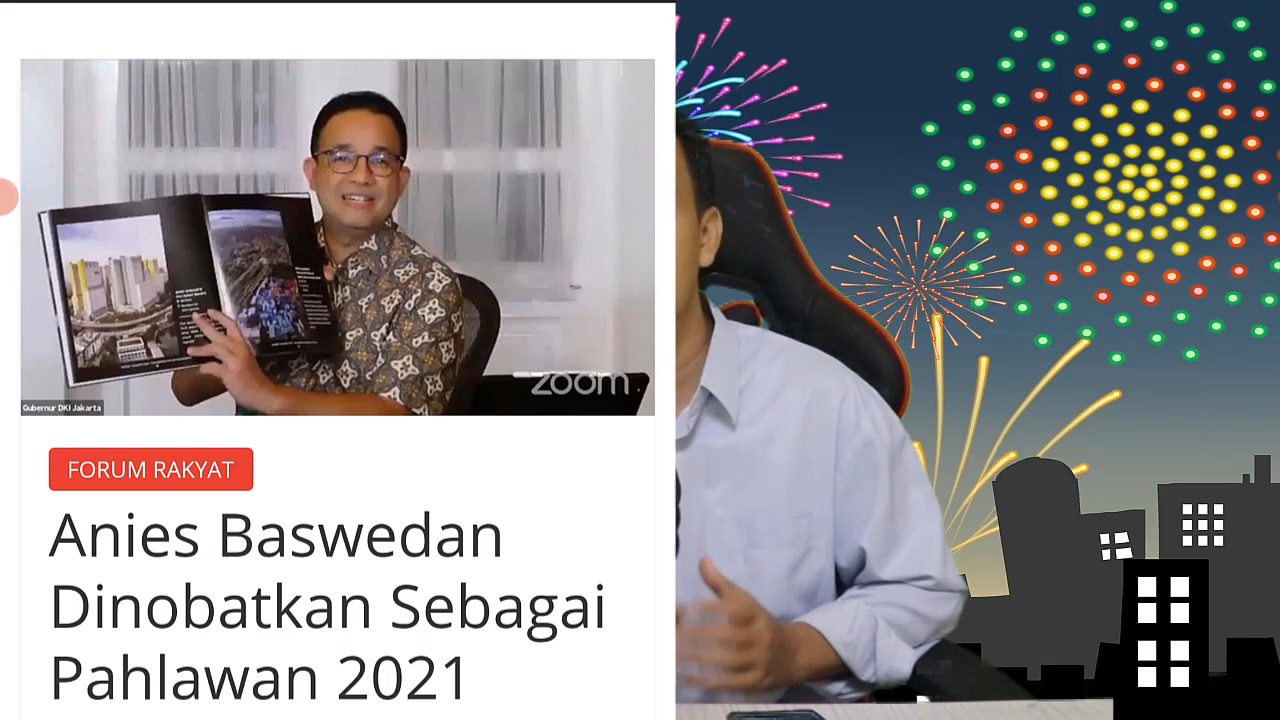 zoom
Gubernur DKI Jakarta
FORUM RAKYAT
Anies Baswedan
Dinobatkan Sebagai
Pahlawan 2021